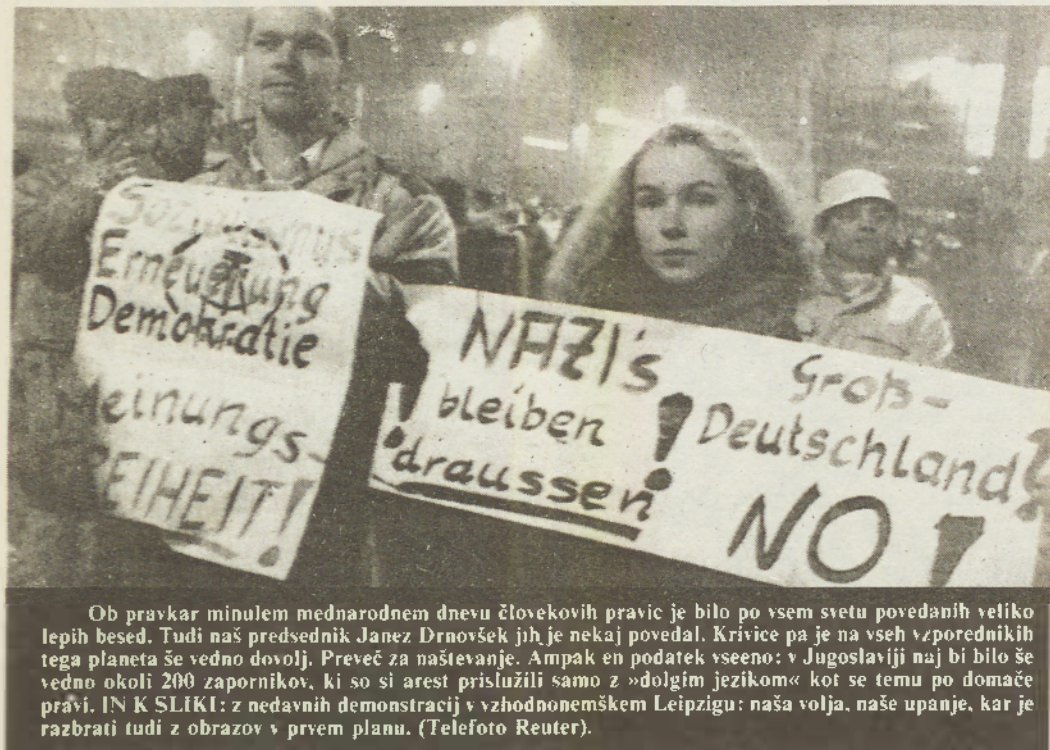 Sozialismus
Erneuerung
Demokratie
Meinungs-
FREIHEIT!
NAZI's
bleiben
draussen!
Groß-
Deutschland?
NO!
Ob pravkar minulem mednarodnem dnevu človekovih pravic je bilo po vsem svetu povedanih veliko
lepih besed. Tudi naš predsednik Janez Drnovšek jih je nekaj povedal. Krivice pa je na vseh vzporednikih
tega planeta še vedno dovolj. Preveč za naštevanje. Ampak en podatek vseeno: v Jugoslaviji naj bi bilo še
vedno okoli 200 zapornikov, ki so si arest prislužili samo z »dolgim jezikom« kot se temu po domače
pravi. IN K SLIKI: z nedavnih demonstracij v vzhodnonemškem Leipzigu: naša volja, naše upanje, kar je
razbrati tudi z obrazov v prvem planu. (Telefoto Reuter).